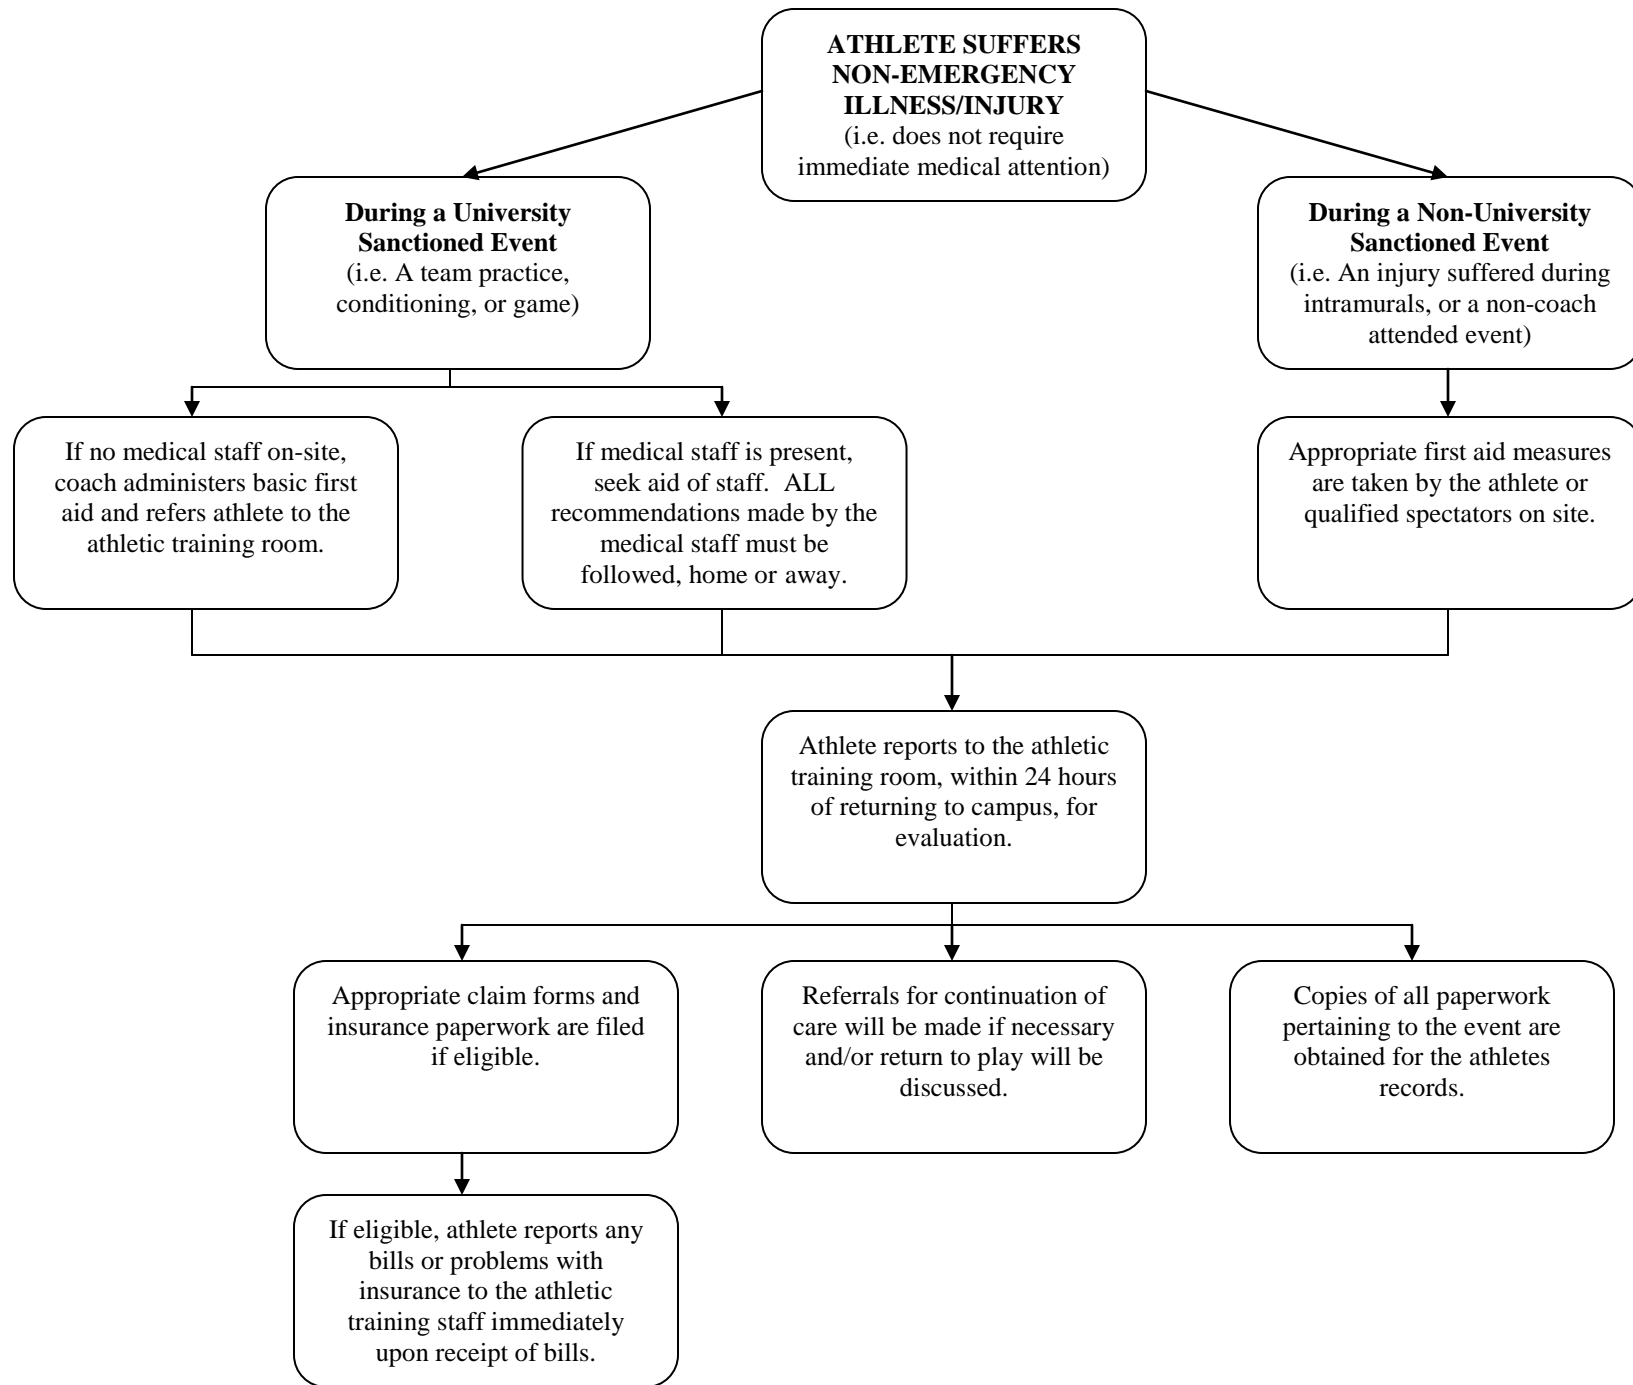 ATHLETE SUFFERS
NON-EMERGENCY
ILLNESS/INJURY
(i.e. does not require
immediate medical attention)
During a University
Sanctioned Event
(i.e. A team practice,
conditioning, or game)
During a Non-University
Sanctioned Event
(i.e. An injury suffered during
intramurals, or a non-coach
attended event)
If no medical staff on-site,
coach administers basic first
aid and refers athlete to the
athletic training room.
If medical staff is present,
seek aid of staff.  ALL
recommendations made by the
medical staff must be
followed, home or away.
Appropriate first aid measures
are taken by the athlete or
qualified spectators on site.
Athlete reports to the athletic
training room, within 24 hours
of returning to campus, for
evaluation.
Appropriate claim forms and
insurance paperwork are filed
if eligible.
Referrals for continuation of
care will be made if necessary
and/or return to play will be
discussed.
Copies of all paperwork
pertaining to the event are
obtained for the athletes
records.
If eligible, athlete reports any
bills or problems with
insurance to the athletic
training staff immediately
upon receipt of bills.